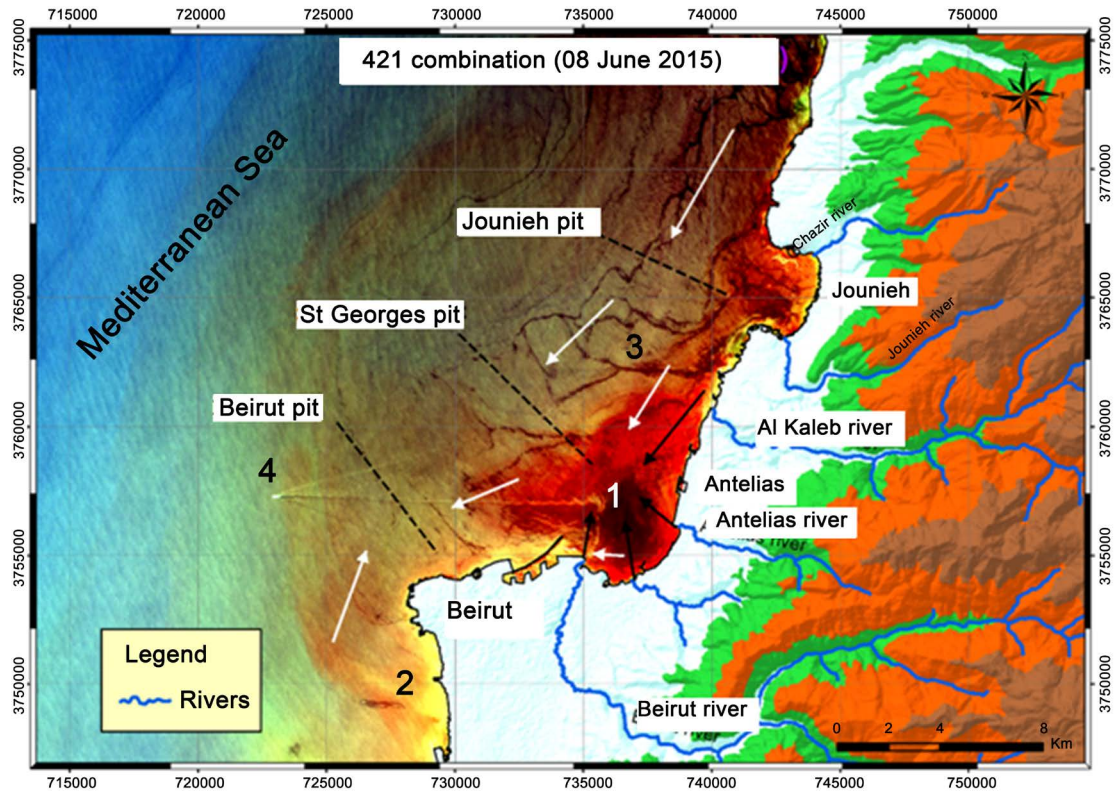 715000 720000 725000 730000 735000 740000 745000 750000
421 combination (08 June 2015)
3775000 3775000
3770000 3770000
3765000 3765000
3760000 3760000
3755000 3755000
3750000 3750000
Mediterranean Sea
Jounieh pit
Chazir river
Jounieh
St Georges pit
Jounieh river
3
Beirut pit
Al Kaleb river
4
1
Antelias
Antelias river
river
Beirut
Legend
Rivers
2
Beirut river
river
0 2 4 8
Km
715000 720000 725000 730000 735000 740000 745000 750000